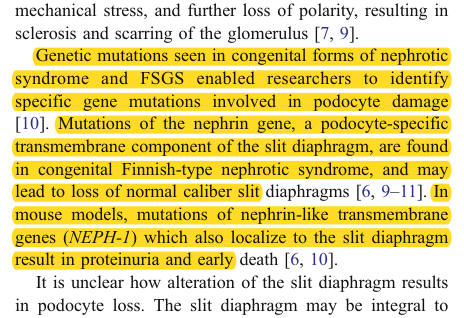 mechanical stress, and further loss of polarity, resulting in
sclerosis and scarring of the glomerulus [7, 9].
Genetic mutations seen in congenital forms of nephrotic
syndrome and FSGS enabled researchers to identify
specific gene mutations involved in podocyte damage
[10]. Mutations of the nephrin gene, a podocyte-specific
transmembrane component of the slit diaphragm, are found
in congenital Finnish-type nephrotic syndrome, and may
lead to loss of normal caliber slit diaphragms [6, 9–11]. In
mouse models, mutations of nephrin-like transmembrane
genes (NEPH-1) which also localize to the slit diaphragm
result in proteinuria and early death [6, 10].
It is unclear how alteration of the slit diaphragm results
in podocyte loss. The slit diaphragm may be integral to